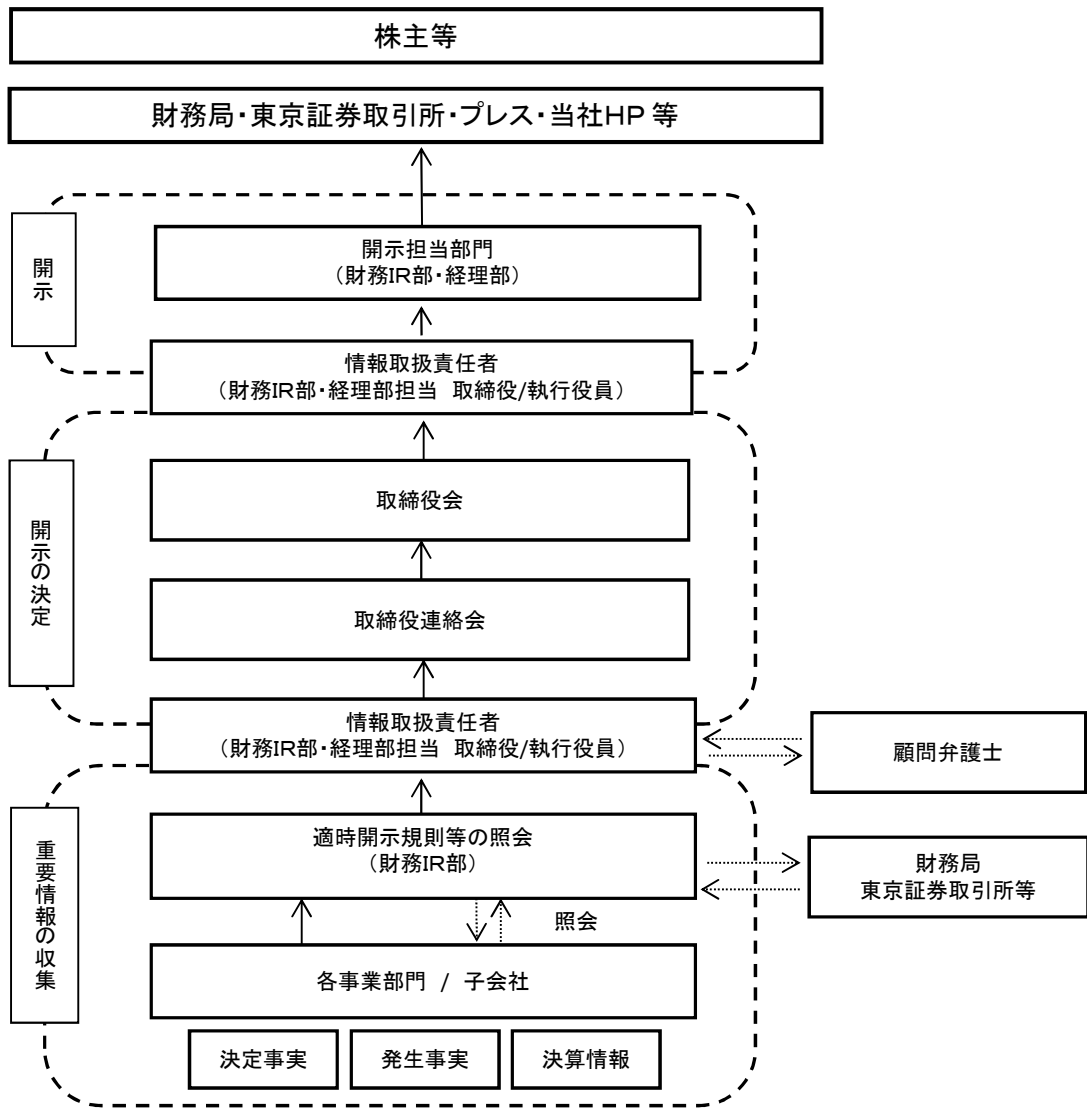 株主等
財務局・東京証券取引所・プレス・当社HP 等
開示
開示担当部門
（財務IR部・経理部）
情報取扱責任者
（財務IR部・経理部担当 取締役/執行役員）
開示の決定
取締役会
取締役連絡会
情報取扱責任者
（財務IR部・経理部担当 取締役/執行役員）
顧問弁護士
重要情報の収集
適時開示規則等の照会
（財務IR部）
財務局
東京証券取引所等
照会
各事業部門 / 子会社
決定事実
発生事実
決算情報